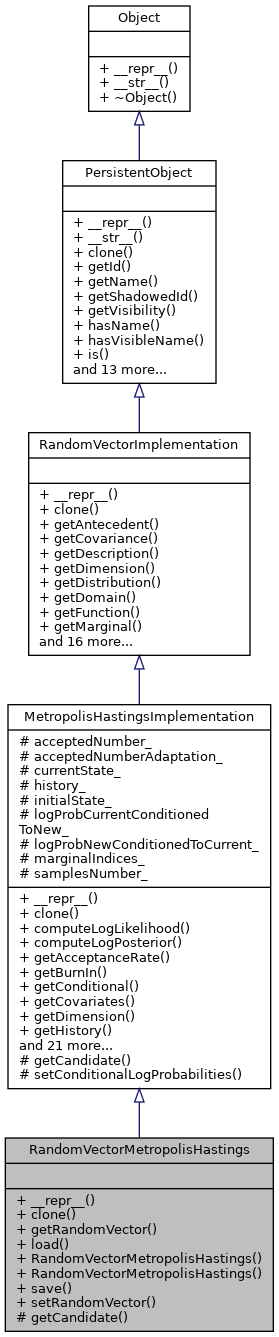 Object
+ __repr__()
+ __str__()
+ ~Object()
PersistentObject
+ __repr__()
+ __str__()
+ clone()
+ getId()
+ getName()
+ getShadowedId()
+ getVisibility()
+ hasName()
+ hasVisibleName()
+ is()
and 13 more...
RandomVectorImplementation
+ __repr__()
+ clone()
+ getAntecedent()
+ getCovariance()
+ getDescription()
+ getDimension()
+ getDistribution()
+ getDomain()
+ getFunction()
+ getMarginal()
and 16 more...
MetropolisHastingsImplementation
# acceptedNumber_
# acceptedNumberAdaptation_
# currentState_
# history_
# initialState_
# logProbCurrentConditioned
ToNew_
# logProbNewConditionedToCurrent_
# marginalIndices_
# samplesNumber_
+ __repr__()
+ clone()
+ computeLogLikelihood()
+ computeLogPosterior()
+ getAcceptanceRate()
+ getBurnIn()
+ getConditional()
+ getCovariates()
+ getDimension()
+ getHistory()
and 21 more...
# getCandidate()
# setConditionalLogProbabilities()
RandomVectorMetropolisHastings
+ __repr__()
+ clone()
+ getRandomVector()
+ load()
+ RandomVectorMetropolisHastings()
+ RandomVectorMetropolisHastings()
+ save()
+ setRandomVector()
# getCandidate()